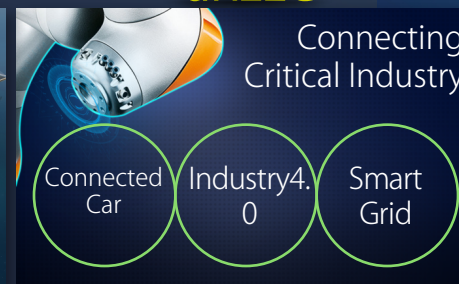 Connecting
Critical Industry
Connected
Car
Industry4.
0
Smart
Grid